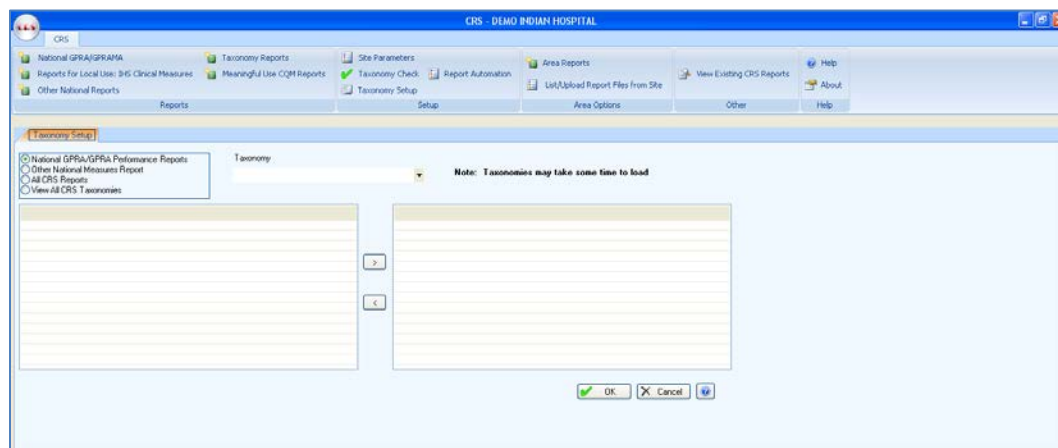 CRS - DEMO INDIAN HOSPITAL
CRS
National GPRA/GPRAMA
Reports for Local Use: IHS Clinical Measures
Other National Reports
Taxonomy Reports
Meaningful Use CQM Reports
Reports
Site Parameters
Taxonomy Check
Report Automation
Taxonomy Setup
Setup
Area Reports
List/Upload Report Files from Site
Area Options
View Existing CRS Reports
Other
Help
About
Help
Taxonomy Setup
National GPRA/GPRA Performance Reports
Other National Measures Report
All CRS Reports
View All CRS Taxonomies
Taxonomy
Note: Taxonomies may take some time to load
>
<
OK
Cancel